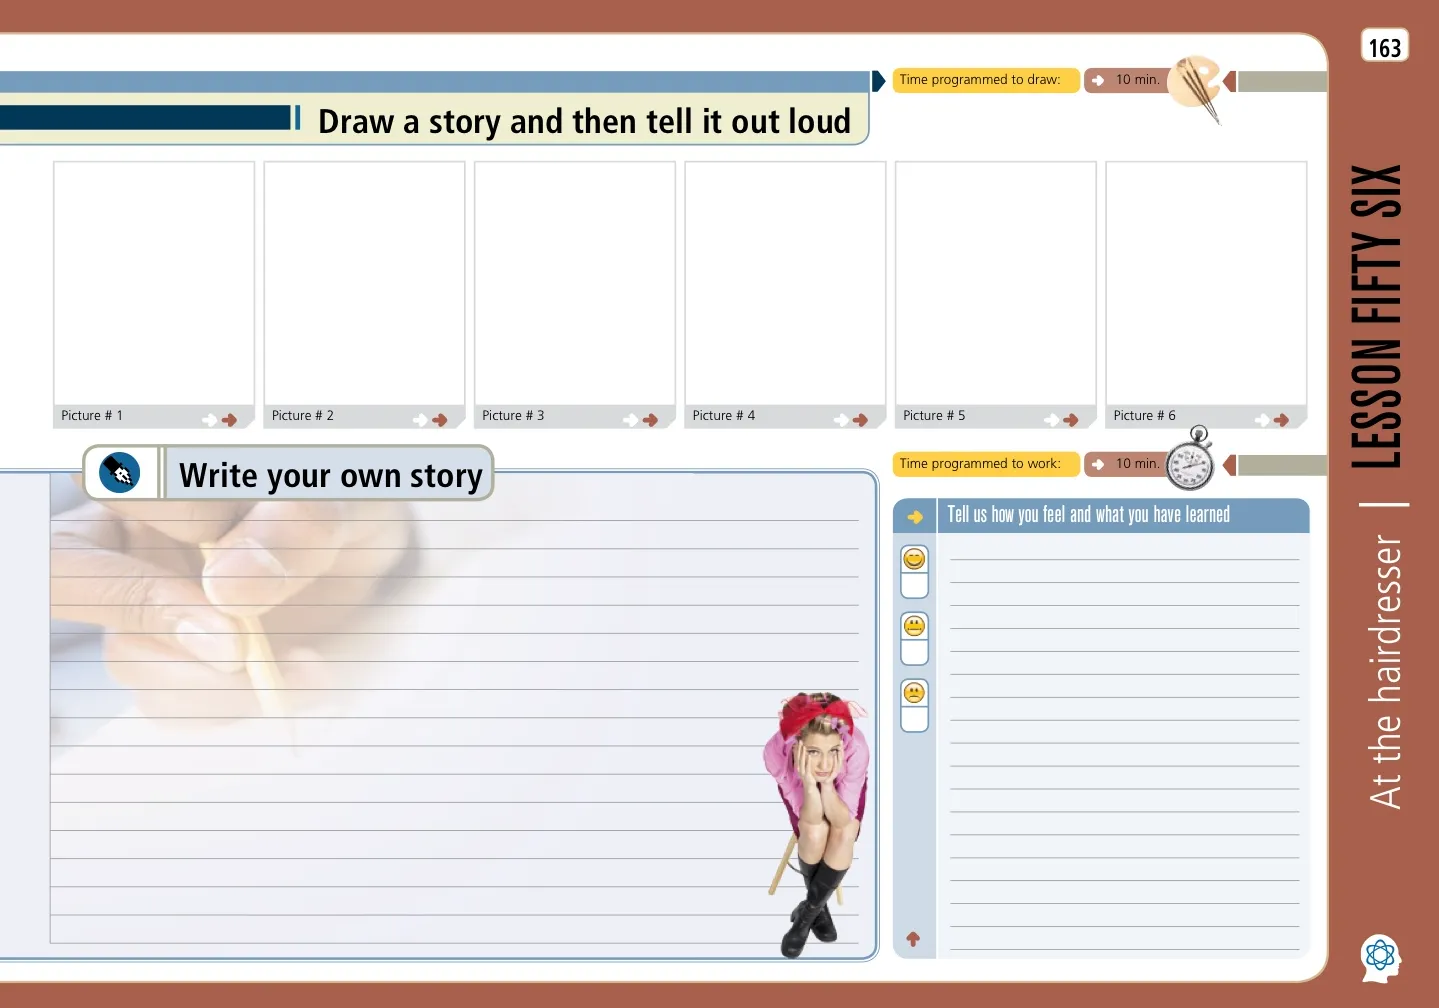 163
Time programmed to draw:
10 min.
Draw a story and then tell it out loud
Picture # 1
Picture # 2
Picture # 3
Picture # 4
Picture # 5
Picture # 6
Write your own story
Time programmed to work:
10 min.
Tell us how you feel and what you have learned
LESSON FIFTY SIX
At the hairdresser